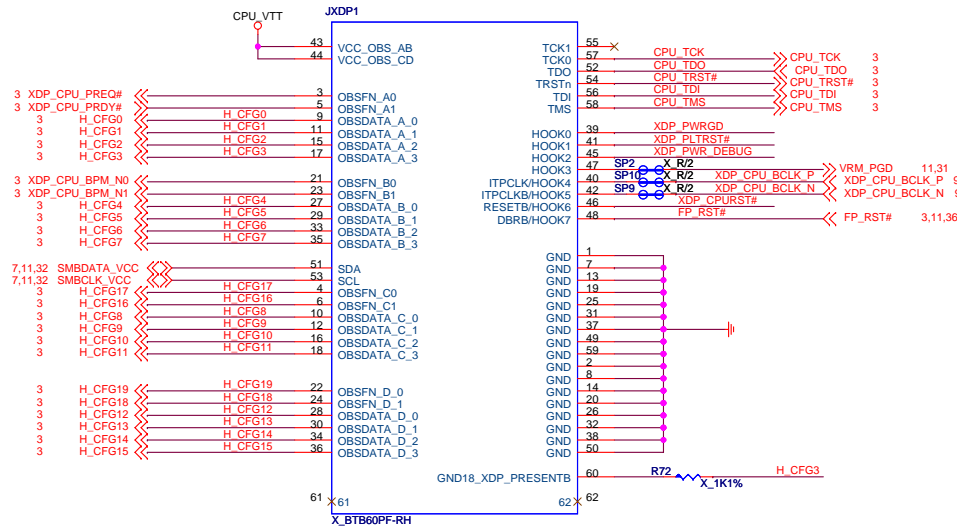 CPU_VTT
JXDP1
43 VCC_OBS_AB
44 VCC_OBS_CD
3 XDP_CPU_PREQ# 3 OBSFN_A0
3 XDP_CPU_PRDY# 5 OBSFN_A1
3 H_CFG0 H_CFG0 9 OBSDATA_A_0
3 H_CFG1 H_CFG1 11 OBSDATA_A_1
3 H_CFG2 H_CFG2 15 OBSDATA_A_2
3 H_CFG3 H_CFG3 17 OBSDATA_A_3
3 XDP_CPU_BPM_N0 21 OBSFN_B0
3 XDP_CPU_BPM_N1 23 OBSFN_B1
3 H_CFG4 H_CFG4 27 OBSDATA_B_0
3 H_CFG5 H_CFG5 29 OBSDATA_B_1
3 H_CFG6 H_CFG6 33 OBSDATA_B_2
3 H_CFG7 H_CFG7 35 OBSDATA_B_3
7,11,32 SMBDATA_VCC 51 SDA
7,11,32 SMBCLK_VCC 53 SCL
3 H_CFG17 H_CFG17 4 OBSFN_C0
3 H_CFG16 H_CFG16 6 OBSFN_C1
3 H_CFG8 H_CFG8 10 OBSDATA_C_0
3 H_CFG9 H_CFG9 12 OBSDATA_C_1
3 H_CFG10 H_CFG10 16 OBSDATA_C_2
3 H_CFG11 H_CFG11 18 OBSDATA_C_3
3 H_CFG19 H_CFG19 22 OBSFN_D_0
3 H_CFG18 H_CFG18 24 OBSFN_D_1
3 H_CFG12 H_CFG12 28 OBSDATA_D_0
3 H_CFG13 H_CFG13 30 OBSDATA_D_1
3 H_CFG14 H_CFG14 34 OBSDATA_D_2
3 H_CFG15 H_CFG15 36 OBSDATA_D_3
61 61
TCK1 55
TCK0 57 CPU_TCK CPU_TCK 3
TDO 52 CPU_TDO CPU_TDO 3
TRSTn 54 CPU_TRST# CPU_TRST# 3
TDI 56 CPU_TDI CPU_TDI 3
TMS 58 CPU_TMS CPU_TMS 3
HOOK0 39 XDP_PWRGD
HOOK1 41 XDP_PLTRST#
HOOK2 45 XDP_PWR_DEBUG
HOOK3 47 SP2 X_R/2 VRM_PGD 11,31
ITPCLK/HOOK4 40 SP10 X_R/2 XDP_CPU_BCLK_P XDP_CPU_BCLK_P 9
ITPCLKB/HOOK5 42 SP9 X_R/2 XDP_CPU_BCLK_N XDP_CPU_BCLK_N 9
RESETB/HOOK6 46 XDP_CPURST#
DBRB/HOOK7 48 FP_RST# FP_RST# 3,11,36
GND 1
GND 7
GND 13
GND 19
GND 25
GND 31
GND 37
GND 49
GND 59
GND 2
GND 8
GND 14
GND 20
GND 26
GND 32
GND 38
GND 50
GND18_XDP_PRESENTB 60 R72 X_1K1% H_CFG3
62 62
X_BTB60PF-RH